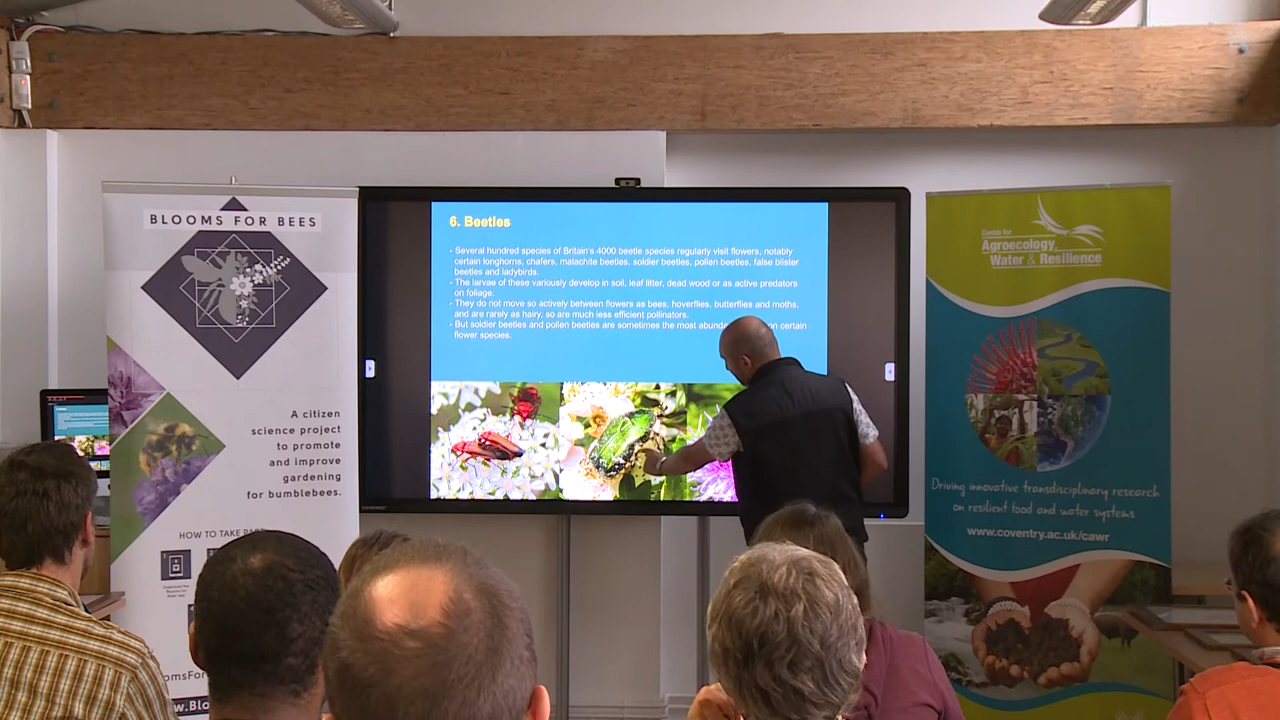 BLOOMS FOR BEES
A citizen
science project
to promote
and improve
gardening
for bumblebees.
HOW TO TAKE
6. Beetles
- Several hundred species of Britain's 4000 beetle species regularly visit flowers, notably
certain longhorns, chafers, malachite beetles, soldier beetles, pollen beetles, false blister
beetles and ladybirds.
- The larvae of these variously develop in soil, leaf litter, dead wood or as active predators
on foliage.
- They do not move so actively between flowers as bees, hoverflies, butterflies and moths,
and are rarely as hairy, so are much less efficient pollinators.
- But soldier beetles and pollen beetles are sometimes the most on certain
flower species.
Centre for
Agroecology,
Water & Resilience
Driving innovative transdisciplinary research
on resilient food and water systems
www.coventry.ac.uk/cawr